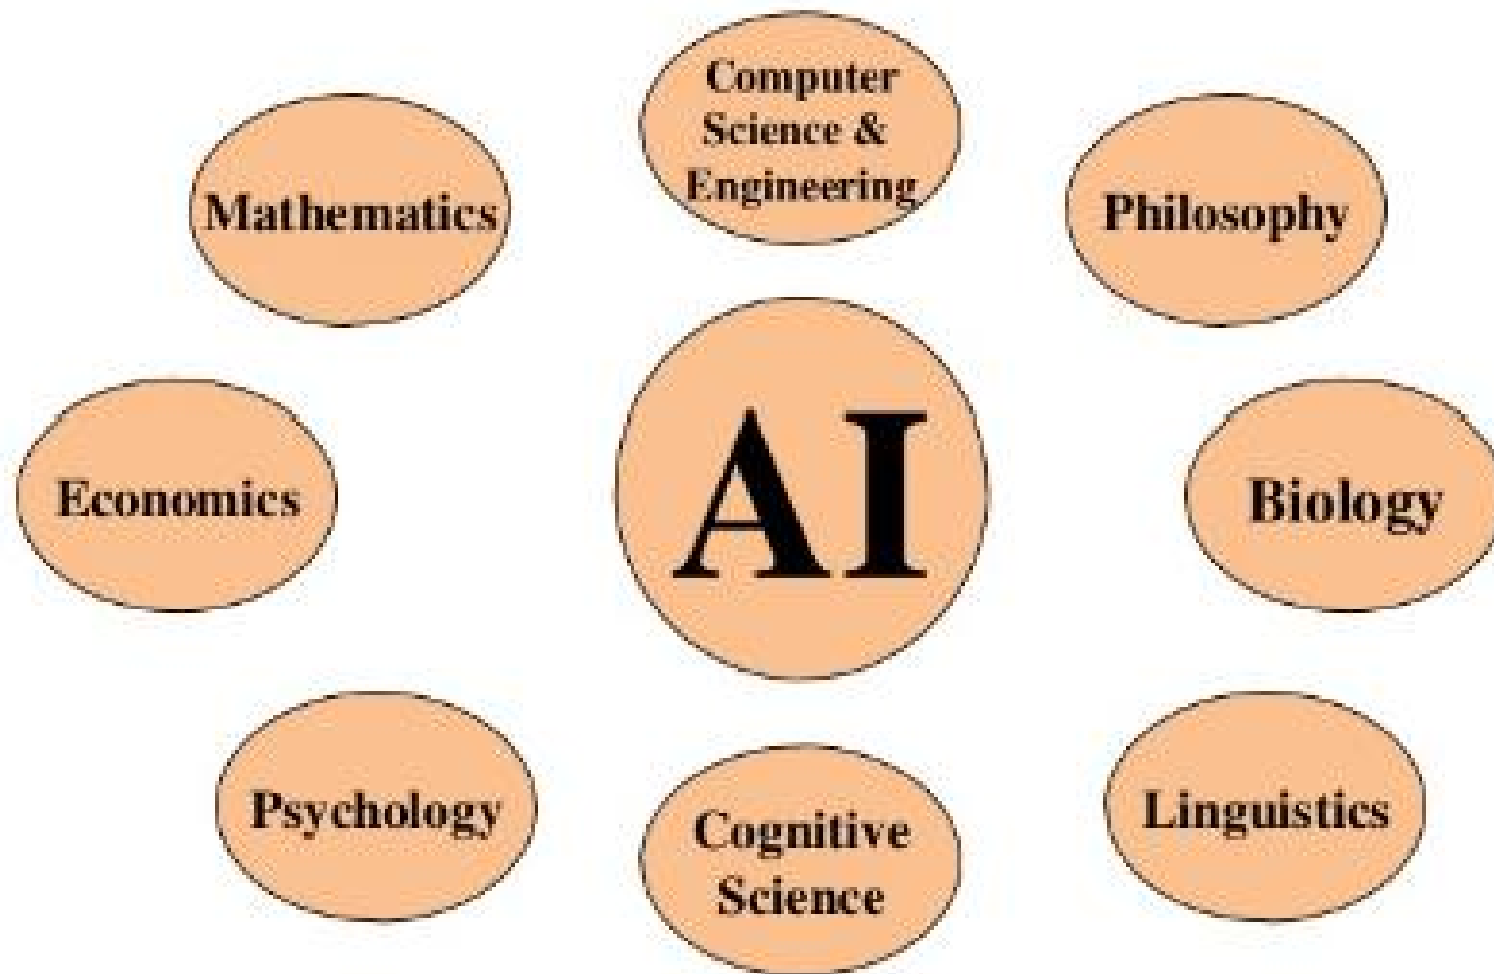 Computer
Science &
Engineering
Mathematics
Philosophy
AI
Economics
Biology
Psychology
Cognitive
Science
Linguistics